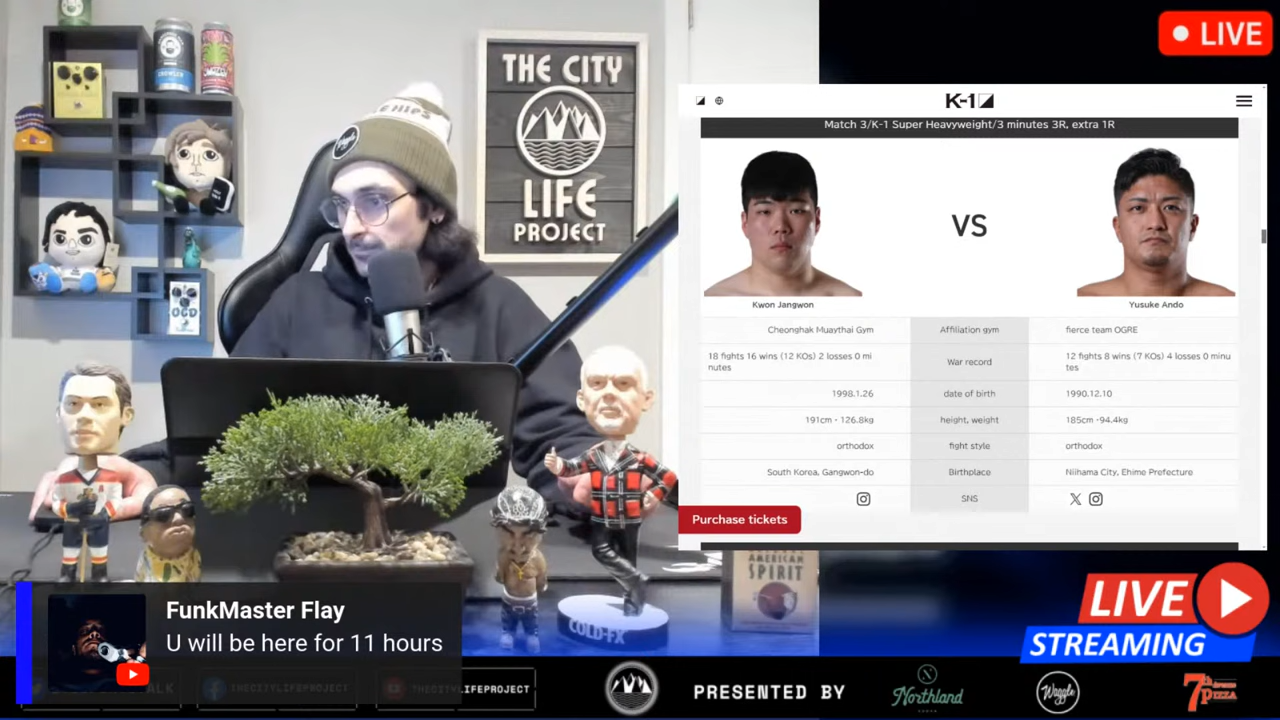 LIVE
THE CITY
LIFE
PROJECT
K-1
Match 3/K-1 Super Heavyweight/3 minutes 3R, extra 1R
VS
Kwon Jangwon
Yusuke Ando
Cheonghak Muaythai Gym
Affiliation gym
fierce team OGRE
18 fights 16 wins (12 KOs) 2 losses 0 mi
nutes
War record
12 fights 8 wins (7 KOs) 4 losses 0 minu
tes
1998.1.26
date of birth
1990.12.10
191cm・126.8kg
height, weight
185cm・94.4kg
orthodox
fight style
orthodox
South Korea, Gangwon-do
Birthplace
Niihama City, Ehime Prefecture
SNS
Purchase tickets
OCD
AMERICAN
SPIRIT
COLD-FX
FunkMaster Flay
U will be here for 11 hours
LIVE
STREAMING
THECITYLIFEPROJECT
THECITYLIFEPROJECT
PRESENTED BY
Northland
Waggle
7th
PIZZA